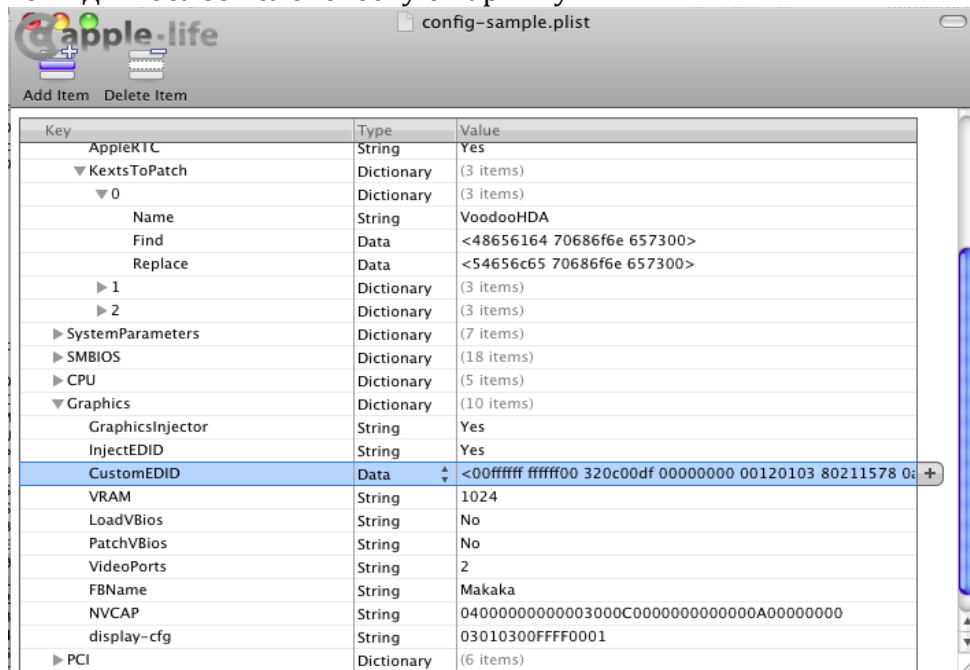 apple·life
config-sample.plist
Add Item Delete Item
Key Type Value
AppleRTC String Yes
▼KextsToPatch Dictionary (3 items)
▼0 Dictionary (3 items)
Name String VoodooHDA
Find Data <48656164 70686f6e 657300>
Replace Data <54656c65 70686f6e 657300>
▶1 Dictionary (3 items)
▶2 Dictionary (3 items)
▶SystemParameters Dictionary (7 items)
▶SMBIOS Dictionary (18 items)
▶CPU Dictionary (5 items)
▼Graphics Dictionary (10 items)
GraphicsInjector String Yes
InjectEDID String Yes
CustomEDID Data <00ffffff ffffff00 320c00df 00000000 00120103 80211578
VRAM String 1024
LoadVBios String No
PatchVBios String No
VideoPorts String 2
FBName String Makaka
NVCAP String 04000000000003000C0000000000000A00000000
display-cfg String 03010300FFFF0001
▶PCI Dictionary (6 items)